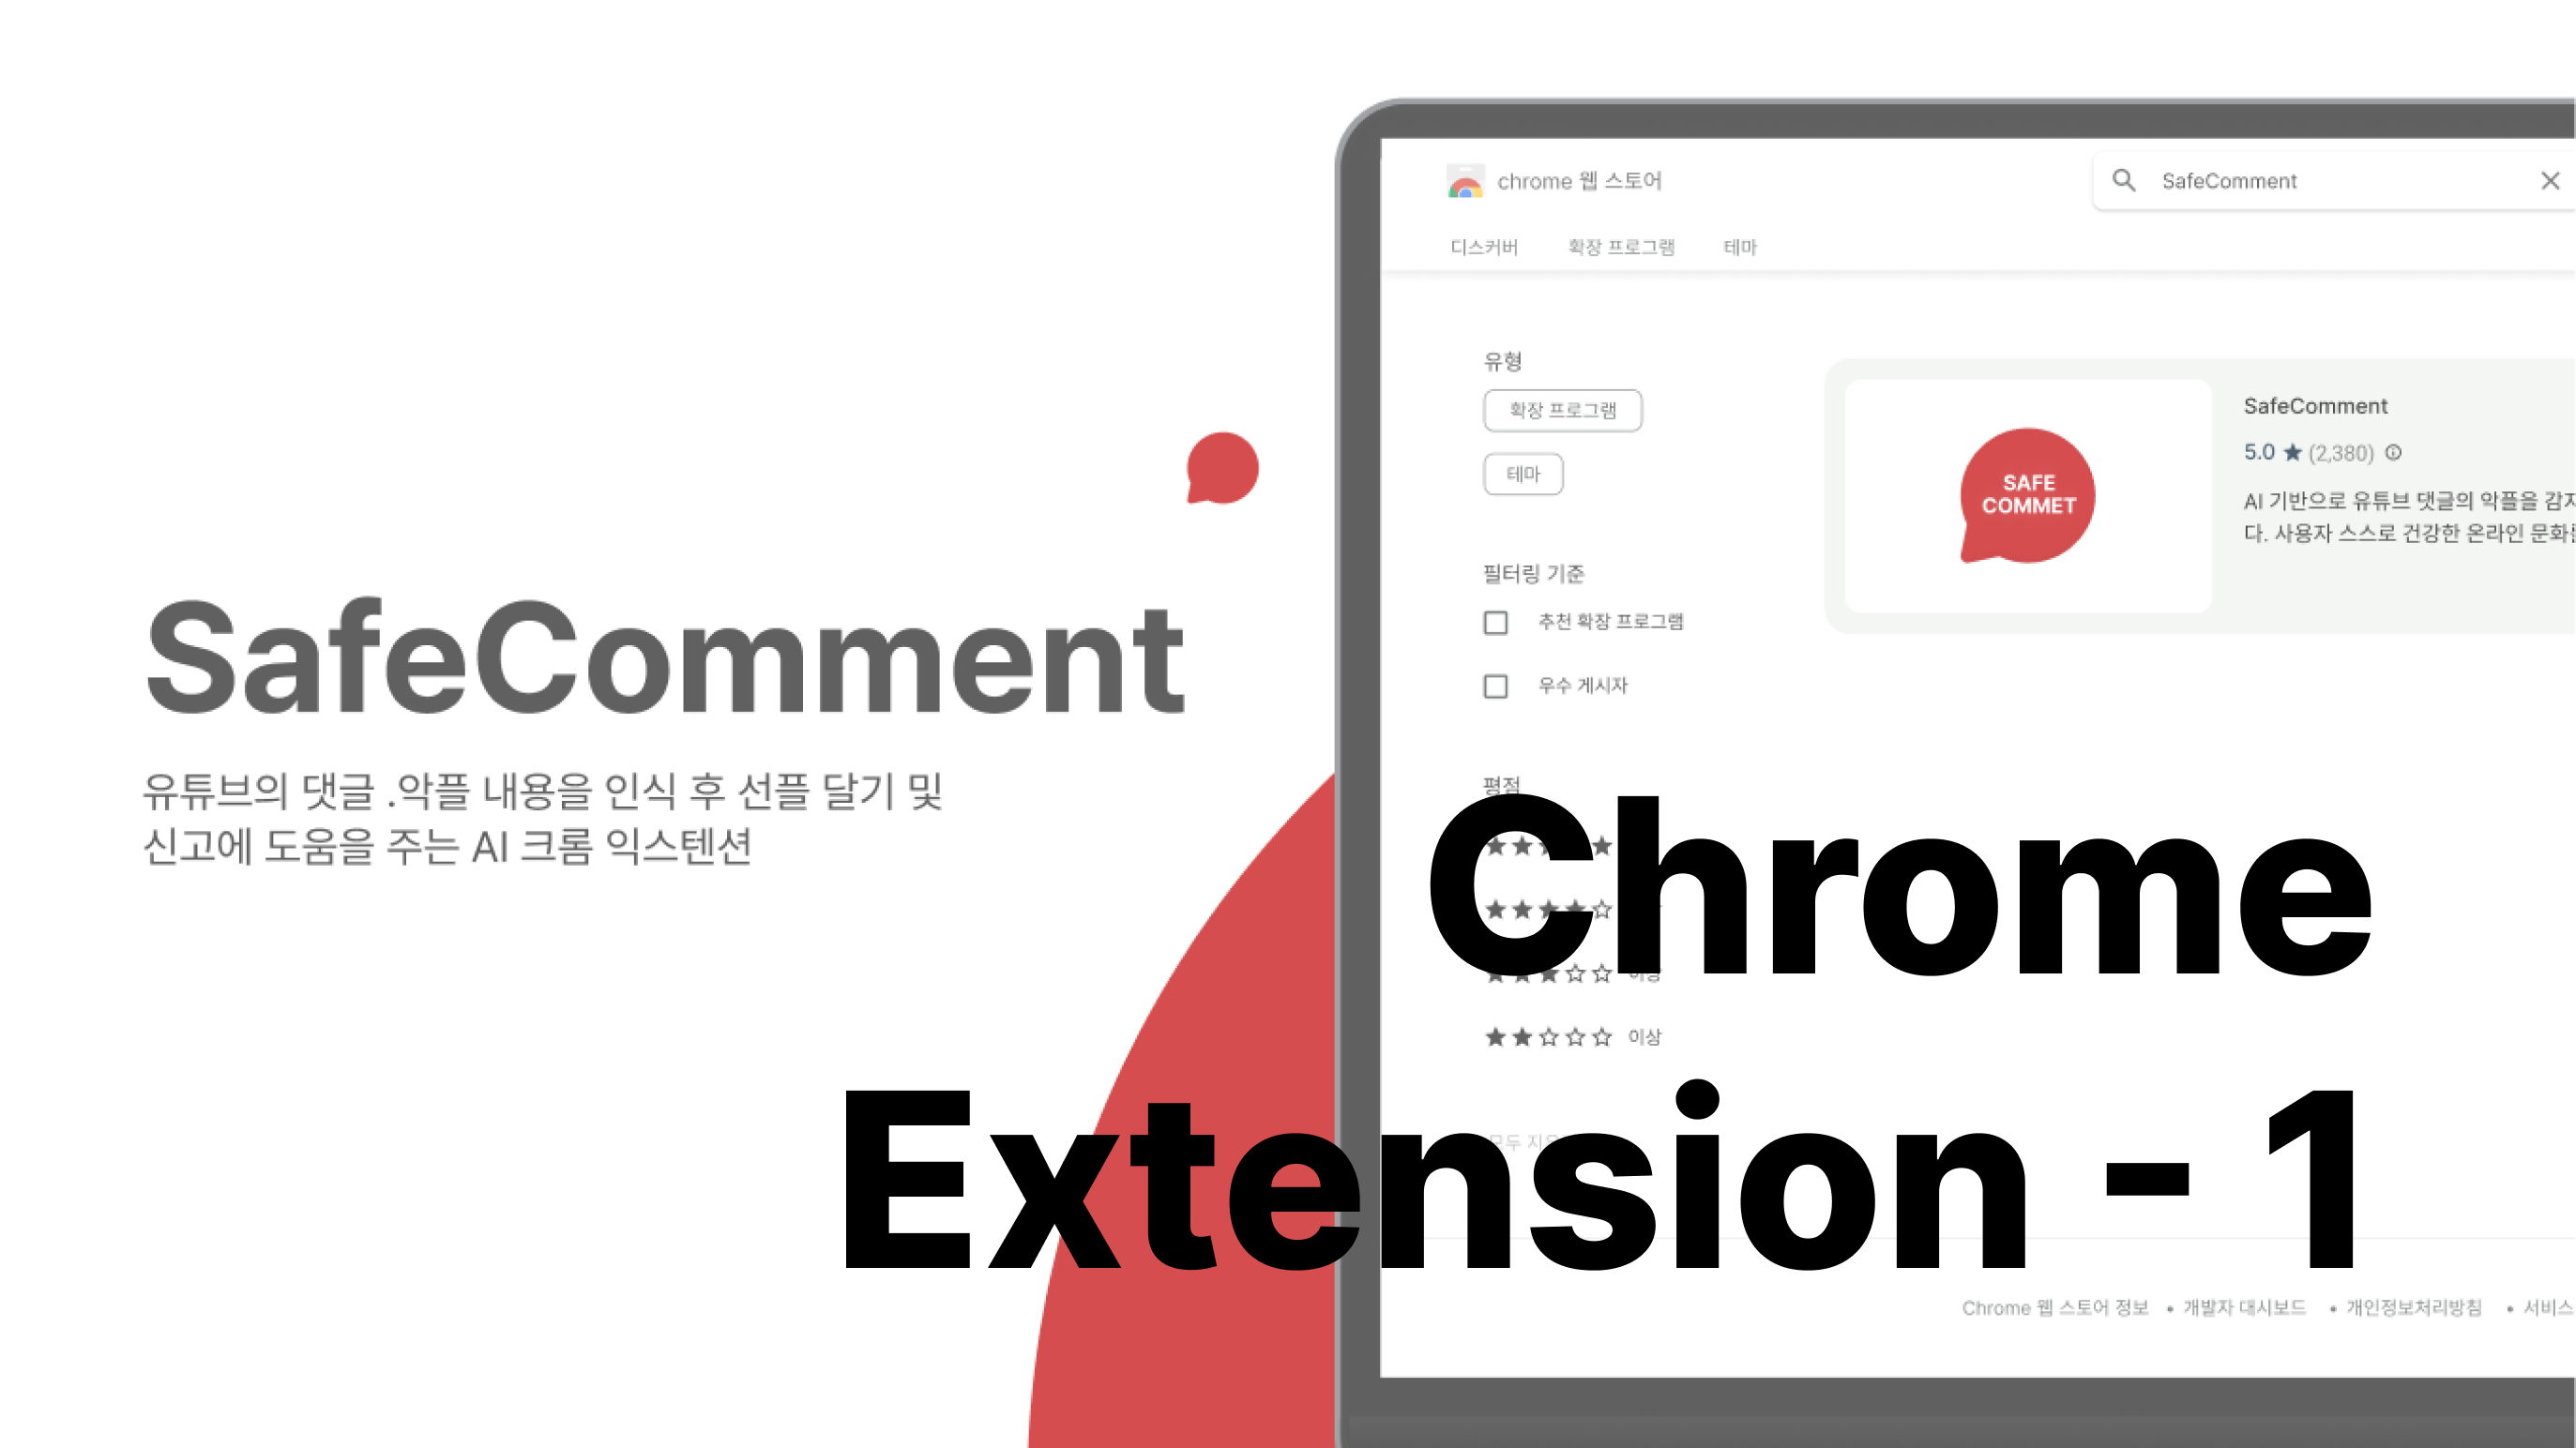 SafeComment
유튜브의 댓글 .악플 내용을 인식 후 선플 달기 및
신고에 도움을 주는 AI 크롬 익스텐션
chrome 웹 스토어
SafeComment
디스커버 확장 프로그램 테마
유형
확장 프로그램
테마
필터링 기준
추천 확장 프로그램
우수 게시자
평점
이상
이상
SAFE
COMMET
SafeComment
5.0 ★ (2,380)
AI 기반으로 유튜브 댓글의 악플을 감지
다. 사용자 스스로 건강한 온라인 문화를
Chrome
Extension - 1
Chrome 웹 스토어 정보 • 개발자 대시보드 • 개인정보처리방침 • 서비스